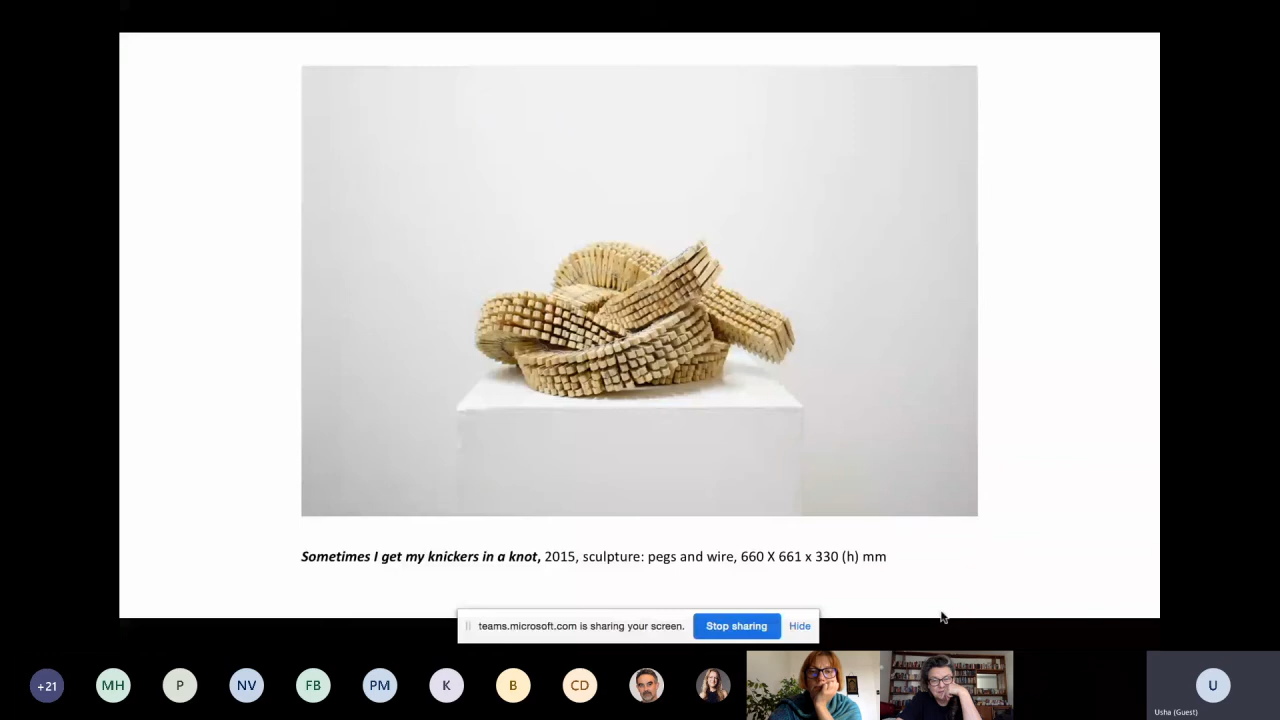 Sometimes I get my knickers in a knot, 2015, sculpture: pegs and wire, 660 X 661 x 330 (h) mm
teams.microsoft.com is sharing your screen. Stop sharing Hide
+21 MH P NV FB PM K B CD U
Usha (Guest)